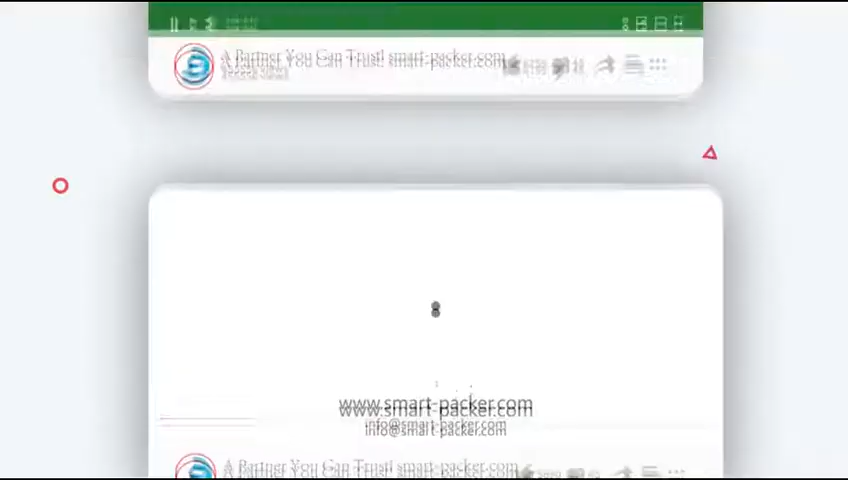 A Partner You Can Trust! smart-packer.com
www.smart-packer.com
info@smart-packer.com
A Partner You Can Trust! smart-packer.com